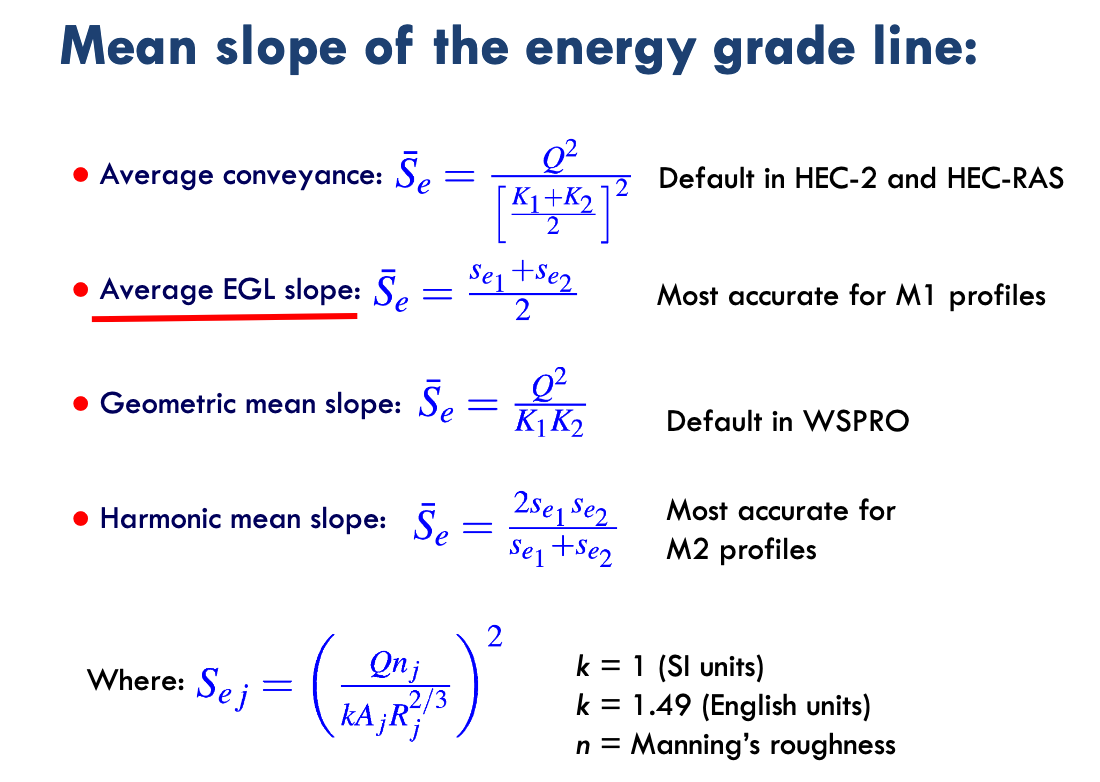 Mean slope of the energy grade line:
• Average conveyance: $\bar{S}_e = \frac{Q^2}{\left[\frac{K_1+K_2}{2}\right]^2}$ Default in HEC-2 and HEC-RAS
• Average EGL slope: $\bar{S}_e = \frac{s_{e_1}+s_{e_2}}{2}$ Most accurate for M1 profiles
• Geometric mean slope: $\bar{S}_e = \frac{Q^2}{K_1 K_2}$ Default in WSPRO
• Harmonic mean slope: $\bar{S}_e = \frac{2s_{e_1}s_{e_2}}{s_{e_1}+s_{e_2}}$ Most accurate for
M2 profiles
Where: $S_{ej} = \left(\frac{Qn_j}{kA_jR_j^{2/3}}\right)^2$
k = 1 (SI units)
k = 1.49 (English units)
n = Manning’s roughness